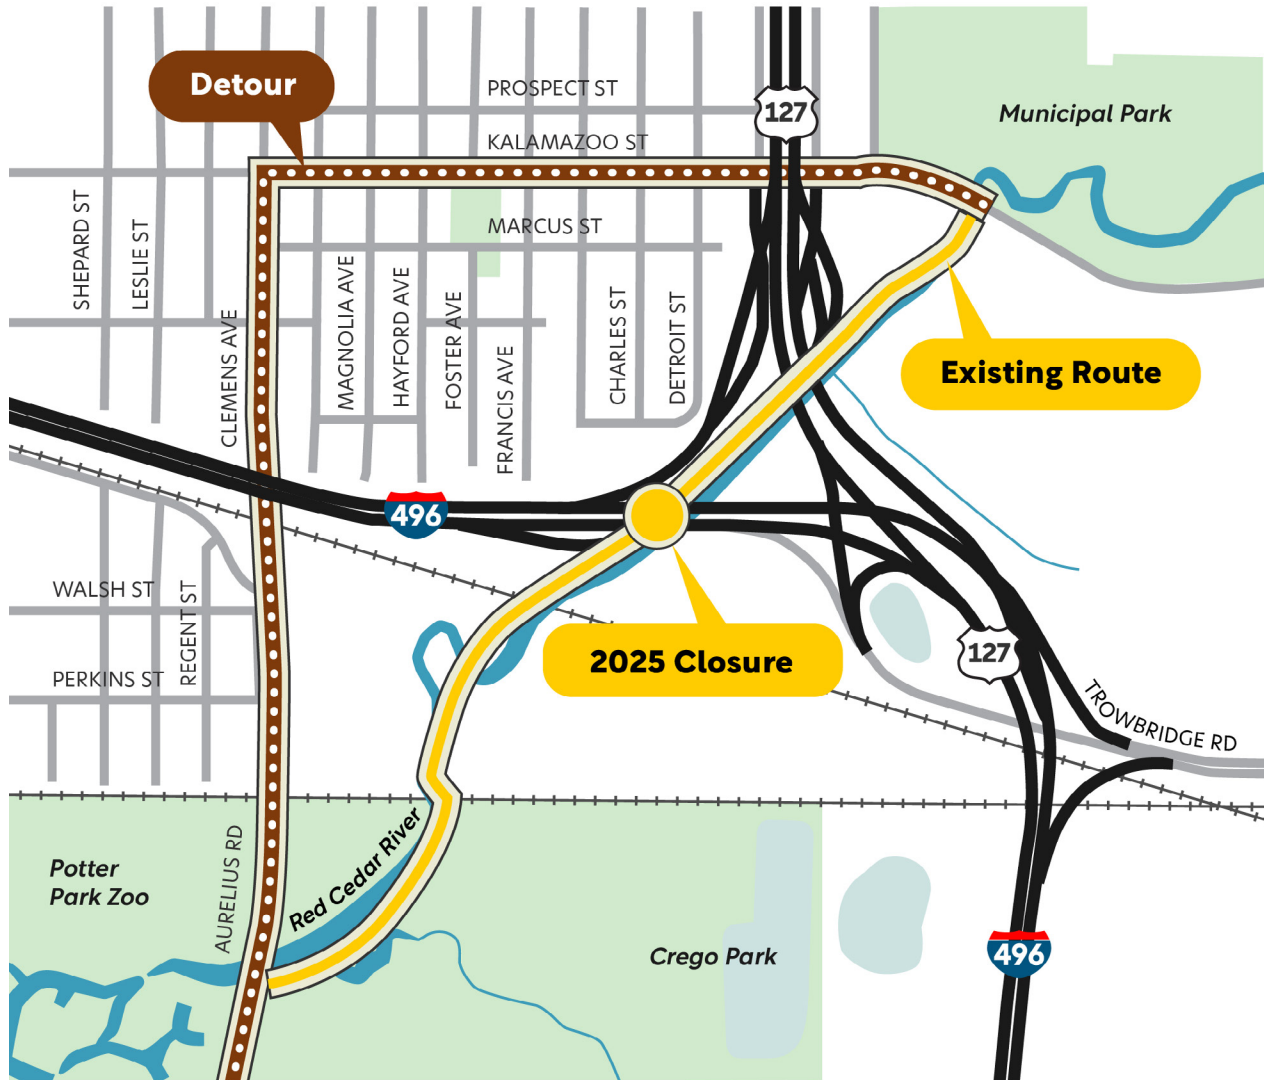 Detour
PROSPECT ST
127
Municipal Park
KALAMAZOO ST
SHEPARD ST
LESLIE ST
MARCUS ST
CLEMENS AVE
MAGNOLIA AVE
HAYFORD AVE
FOSTER AVE
FRANCIS AVE
CHARLES ST
DETROIT ST
Existing Route
496
WALSH ST
REGENT ST
PERKINS ST
2025 Closure
127
TROWBRIDGE RD
AURELIUS RD
Red Cedar River
Potter
Park Zoo
Crego Park
496